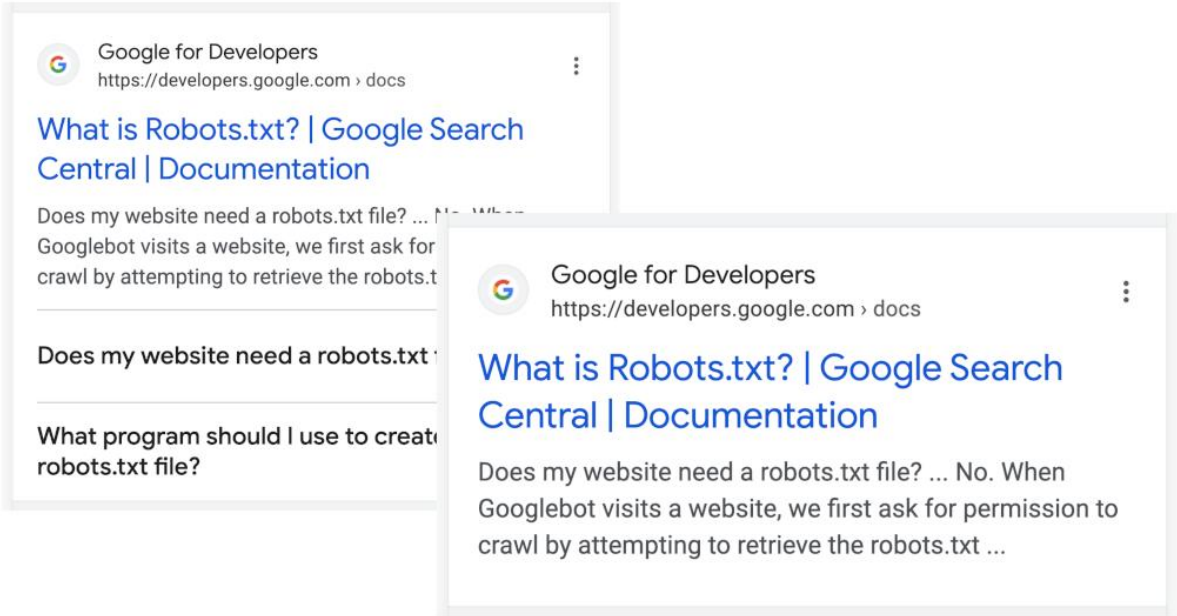 Google for Developers
https://developers.google.com › docs
What is Robots.txt? | Google Search
Central | Documentation
Does my website need a robots.txt file? ... No. When
Googlebot visits a website, we first ask for
crawl by attempting to retrieve the
Does my website need a robots.txt
What program should I use to create
robots.txt file?
Google for Developers
https://developers.google.com › docs
What is Robots.txt? | Google Search
Central | Documentation
Does my website need a robots.txt file? ... No. When
Googlebot visits a website, we first ask for permission to
crawl by attempting to retrieve the robots.txt ...